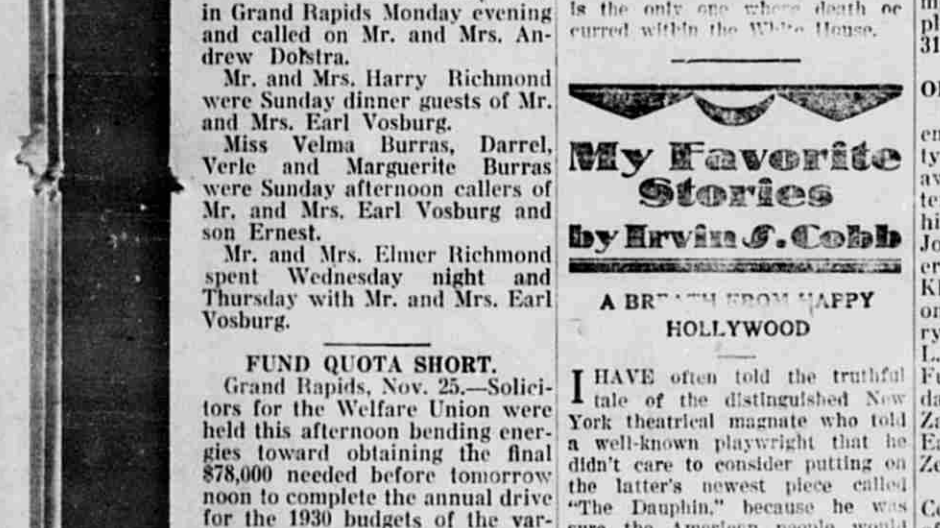 in Grand Rapids Monday evening
and called on Mr. and Mrs. An-
drew Dolstra.
Mr. and Mrs. Harry Richmond
were Sunday dinner guests of Mr.
and Mrs. Earl Vosburg.
Miss Velma Burras, Darrel,
Verle and Marguerite Burras
were Sunday afternoon callers of
Mr. and Mrs. Earl Vosburg and
son Ernest.
Mr. and Mrs. Elmer Richmond
spent Wednesday night and
Thursday with Mr. and Mrs. Earl
Vosburg.
FUND QUOTA SHORT.
Grand Rapids, Nov. 25.—Solici-
tors for the Welfare Union were
held this afternoon bending ener-
gies toward obtaining the final
$78,000 needed before tomorrow
noon to complete the annual drive
for the 1930 budgets of the var-
is the only one where death oc
curred within the White House.
My Favorite
Stories
by Irvin S. Cobb
A BREATH FROM HAPPY
HOLLYWOOD
I HAVE often told the truthful
tale of the distinguished New
York theatrical magnate who told
a well-known playwright that he
didn't care to consider putting on
the latter's newest piece called
"The Dauphin," because he was
sure the American people would